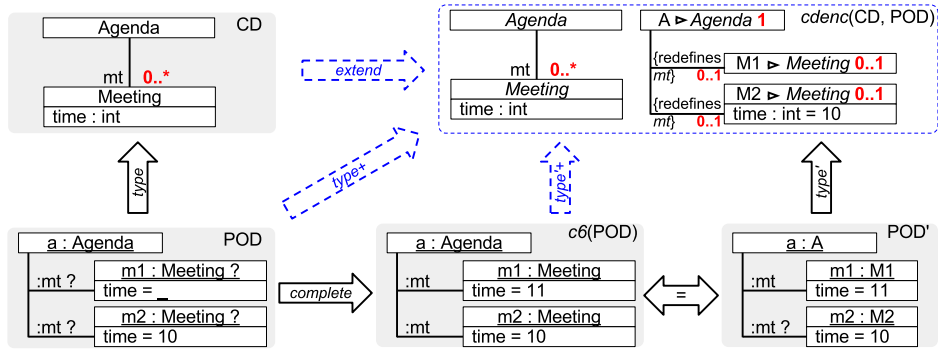 Agenda
CD
mt
0..*
Meeting
time : int
extend
Agenda
mt
0..*
Meeting
A ⊳ Agenda 1
cdenc(CD, POD)
{redefines
mt}
0..1
M1 ⊳ Meeting 0..1
{redefines
mt}
0..1
M2 ⊳ Meeting 0..1
time : int = 10
type
type+
type'+
type'
a : Agenda
POD
:mt ?
m1 : Meeting ?
time = _
:mt ?
m2 : Meeting ?
time = 10
complete
a : Agenda
c6(POD)
:mt
m1 : Meeting
time = 11
:mt
m2 : Meeting
time = 10
=
a : A
POD'
:mt
m1 : M1
time = 11
:mt ?
m2 : M2
time = 10